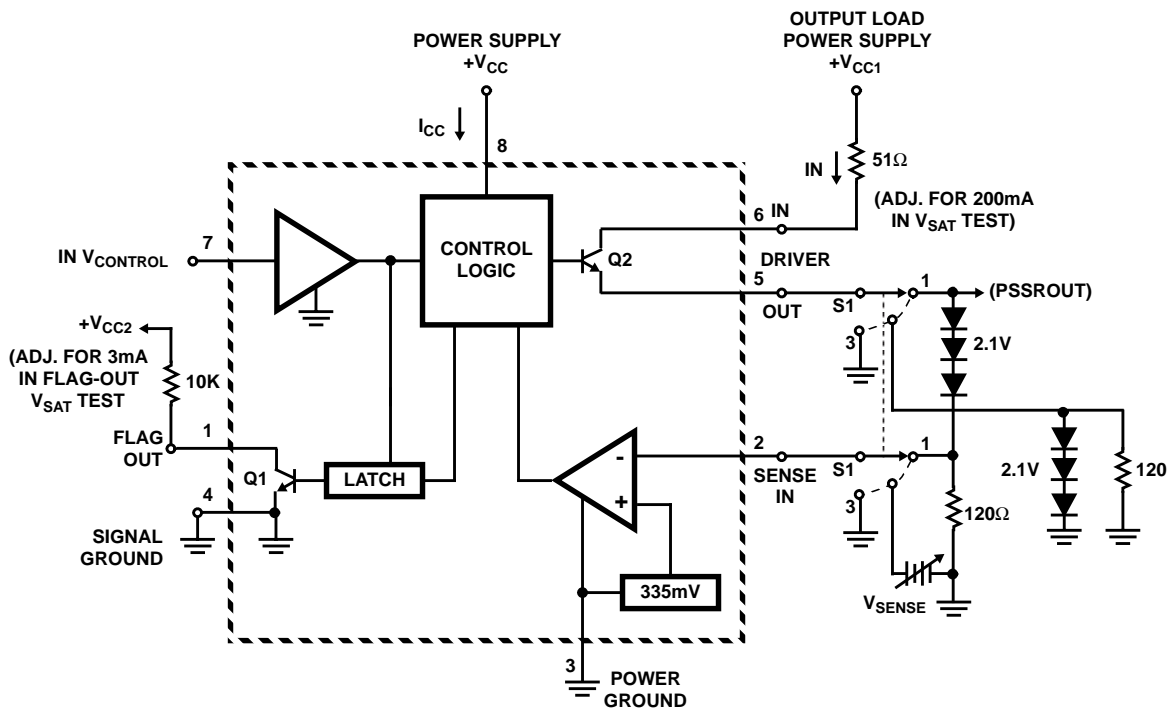 POWER SUPPLY
+VCC
OUTPUT LOAD
POWER SUPPLY
+VCC1
ICC
8
IN
51Ω
(ADJ. FOR 200mA
IN VSAT TEST)
6
IN
7
IN VCONTROL
CONTROL
LOGIC
Q2
DRIVER
5
OUT
S1
1
(PSSROUT)
3
2.1V
+VCC2
(ADJ. FOR 3mA
IN FLAG-OUT
VSAT TEST
10K
1
FLAG
OUT
Q1
LATCH
-
+
2
SENSE
IN
S1
1
3
2.1V
120
120Ω
4
SIGNAL
GROUND
335mV
VSENSE
3
POWER
GROUND